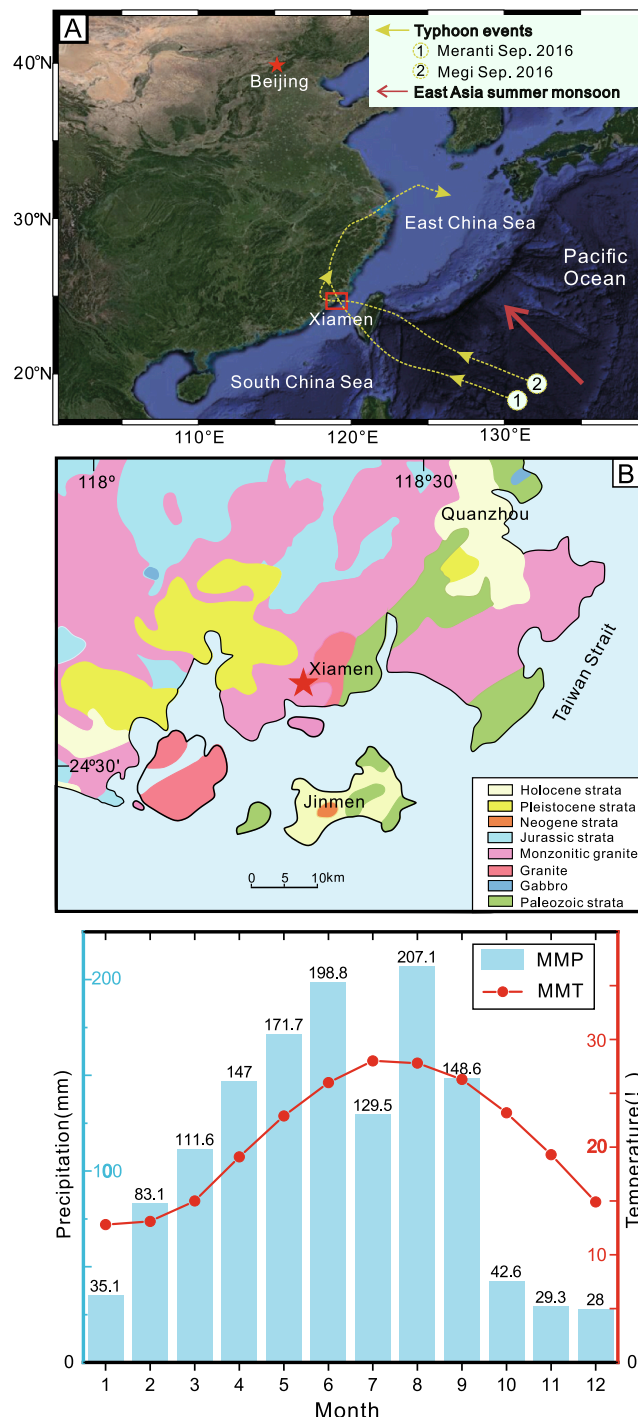 A
Typhoon events
1 Meranti Sep. 2016
2 Megi Sep. 2016
East Asia summer monsoon
40°N
Beijing
30°N
East China Sea
Pacific
Ocean
Xiamen
20°N
South China Sea
2
1
110°E
120°E
130°E
B
118°
118°30'
Quanzhou
Xiamen
Taiwan Strait
24°30'
Jinmen
0 5 10km
Holocene strata
Pleistocene strata
Neogene strata
Jurassic strata
Monzonitic granite
Granite
Gabbro
Paleozoic strata
MMP
MMT
Precipitation(mm)
200
100
0
35.1
83.1
111.6
147
171.7
198.8
129.5
207.1
148.6
42.6
29.3
28
30
20
10
0
Temperature(
1 2 3 4 5 6 7 8 9 10 11 12
Month